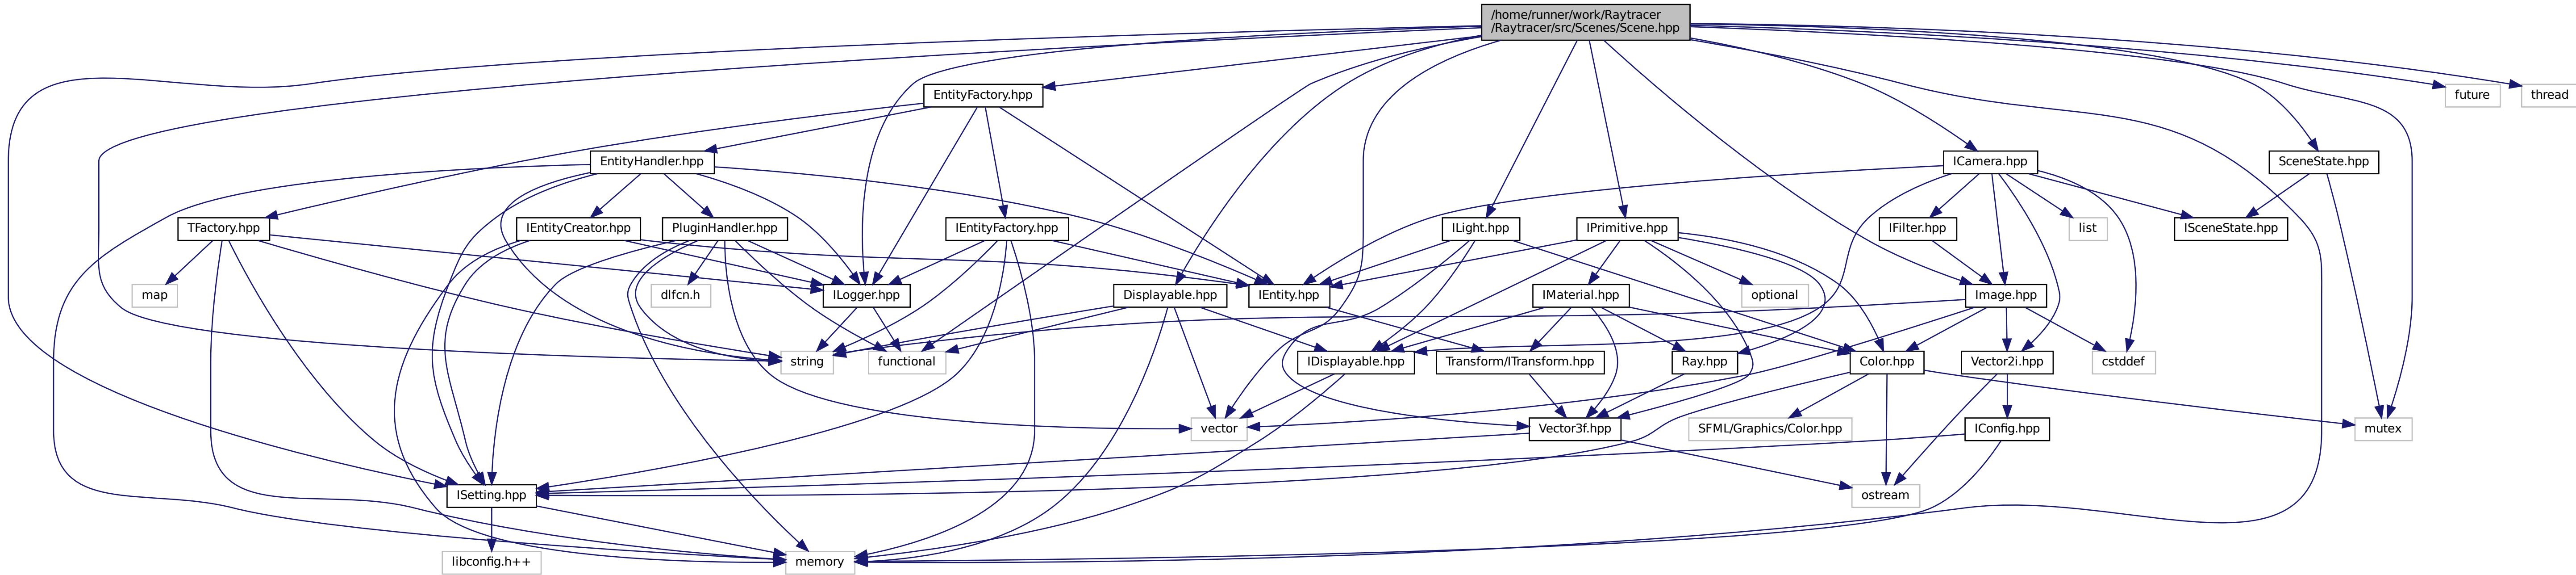 /home/runner/work/Raytracer
/Raytracer/src/Scenes/Scene.hpp
EntityFactory.hpp
future
thread
EntityHandler.hpp
ICamera.hpp
SceneState.hpp
TFactory.hpp
IEntityCreator.hpp
PluginHandler.hpp
IEntityFactory.hpp
ILight.hpp
IPrimitive.hpp
IFilter.hpp
list
ISceneState.hpp
map
dlfcn.h
ILogger.hpp
Displayable.hpp
IEntity.hpp
IMaterial.hpp
optional
Image.hpp
string
functional
IDisplayable.hpp
Transform/ITransform.hpp
Ray.hpp
Color.hpp
Vector2i.hpp
cstddef
vector
Vector3f.hpp
SFML/Graphics/Color.hpp
IConfig.hpp
mutex
ISetting.hpp
ostream
libconfig.h++
memory